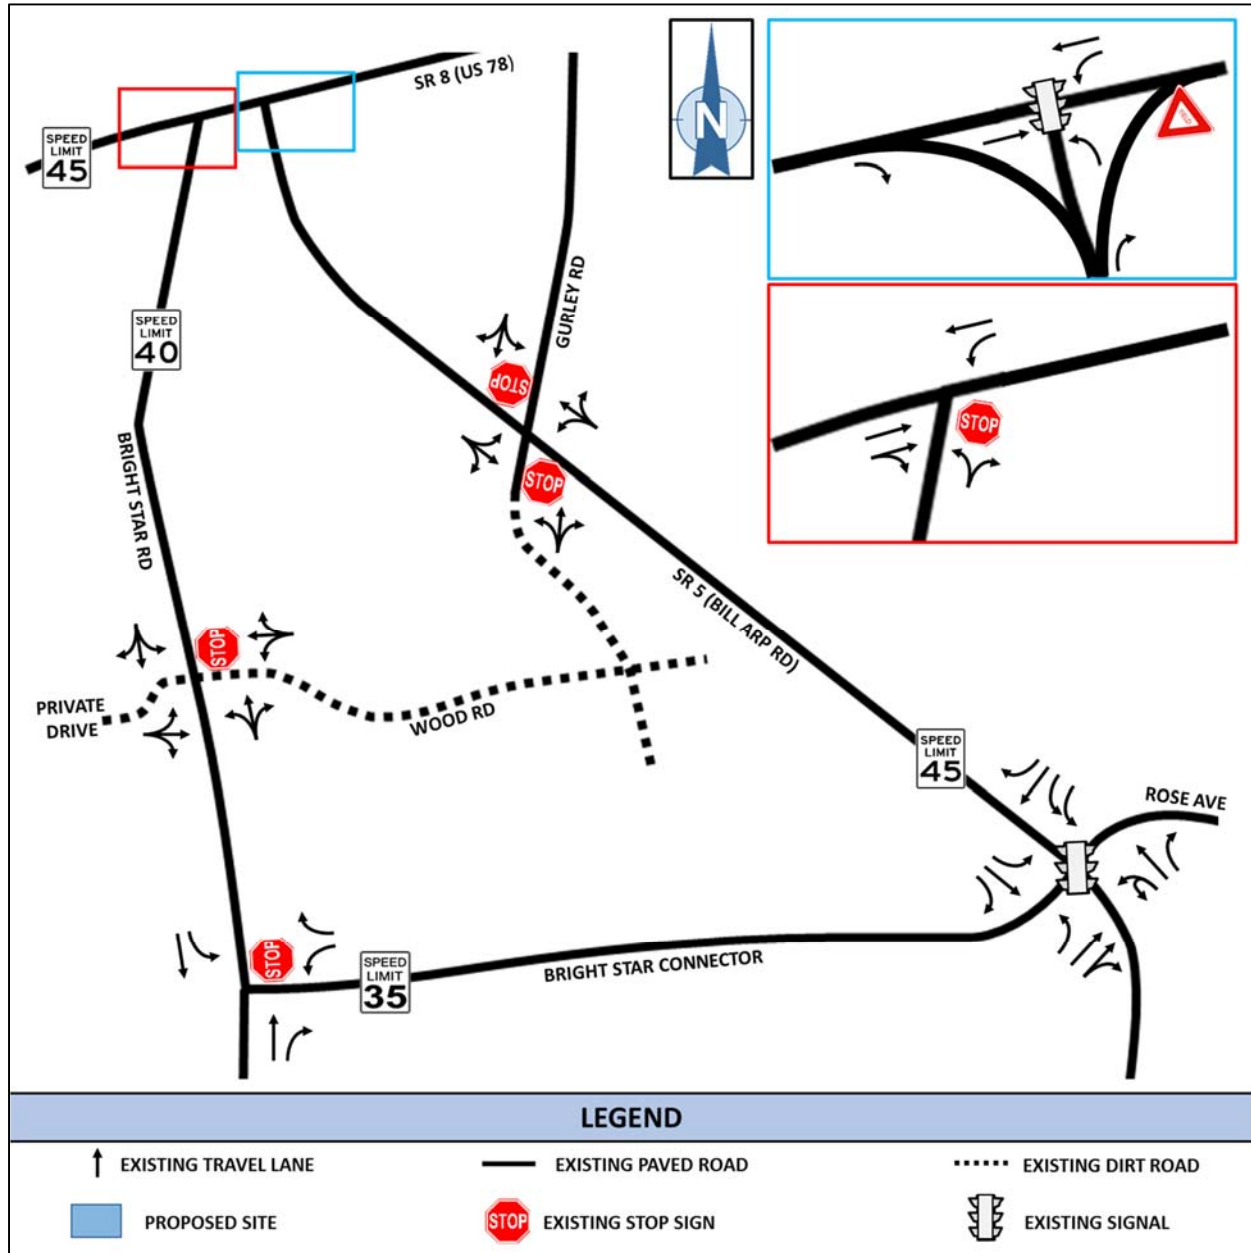 SR 8 (US 78)
N
YIELD
SPEED
LIMIT
45
SPEED
LIMIT
40
GURLEY RD
STOP
STOP
STOP
BRIGHT STAR RD
SR 5 (BILL ARP RD)
STOP
PRIVATE
DRIVE
WOOD RD
SPEED
LIMIT
45
ROSE AVE
STOP
SPEED
LIMIT
35
BRIGHT STAR CONNECTOR
LEGEND
EXISTING TRAVEL LANE
EXISTING PAVED ROAD
EXISTING DIRT ROAD
PROPOSED SITE
STOP
EXISTING STOP SIGN
EXISTING SIGNAL